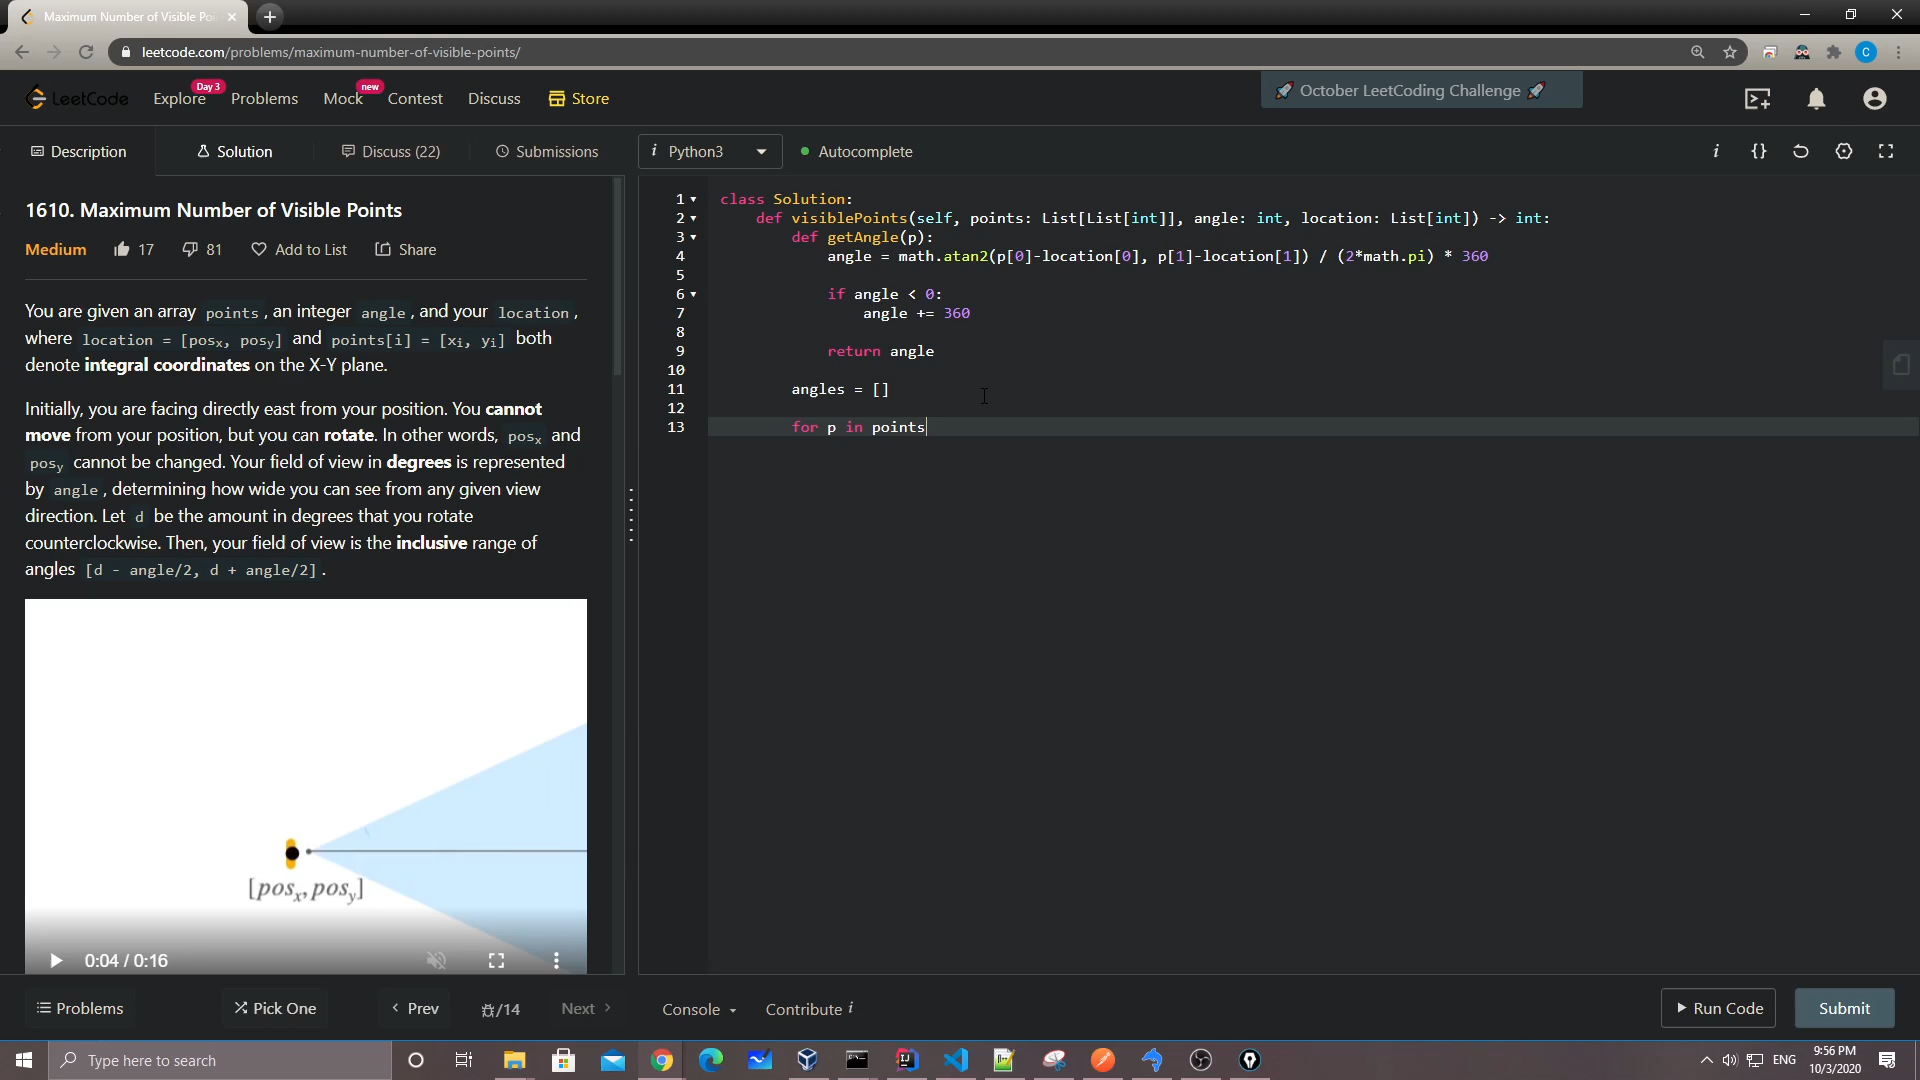 Maximum Number of Visible Po
leetcode.com/problems/maximum-number-of-visible-points/
LeetCode Explore Day 3 Problems Mock new Contest Discuss Store
🚀 October LeetCoding Challenge 🚀
Description Solution Discuss (22) Submissions
i Python3 Autocomplete
1610. Maximum Number of Visible Points
Medium 17 81 Add to List Share
You are given an array points, an integer angle, and your location,
where location = [posx, posy] and points[i] = [xi, yi] both
denote integral coordinates on the X-Y plane.
Initially, you are facing directly east from your position. You cannot
move from your position, but you can rotate. In other words, posx and
posy cannot be changed. Your field of view in degrees is represented
by angle, determining how wide you can see from any given view
direction. Let d be the amount in degrees that you rotate
counterclockwise. Then, your field of view is the inclusive range of
angles [d - angle/2, d + angle/2].
[posx, posy]
0:04 / 0:16
1 class Solution:
2 def visiblePoints(self, points: List[List[int]], angle: int, location: List[int]) -> int:
3 def getAngle(p):
4 angle = math.atan2(p[0]-location[0], p[1]-location[1]) / (2*math.pi) * 360
5
6 if angle < 0:
7 angle += 360
8
9 return angle
10
11 angles = []
12
13 for p in points
Problems Pick One Prev /14 Next Console Contribute i Run Code Submit
Type here to search
ENG
9:56 PM
10/3/2020